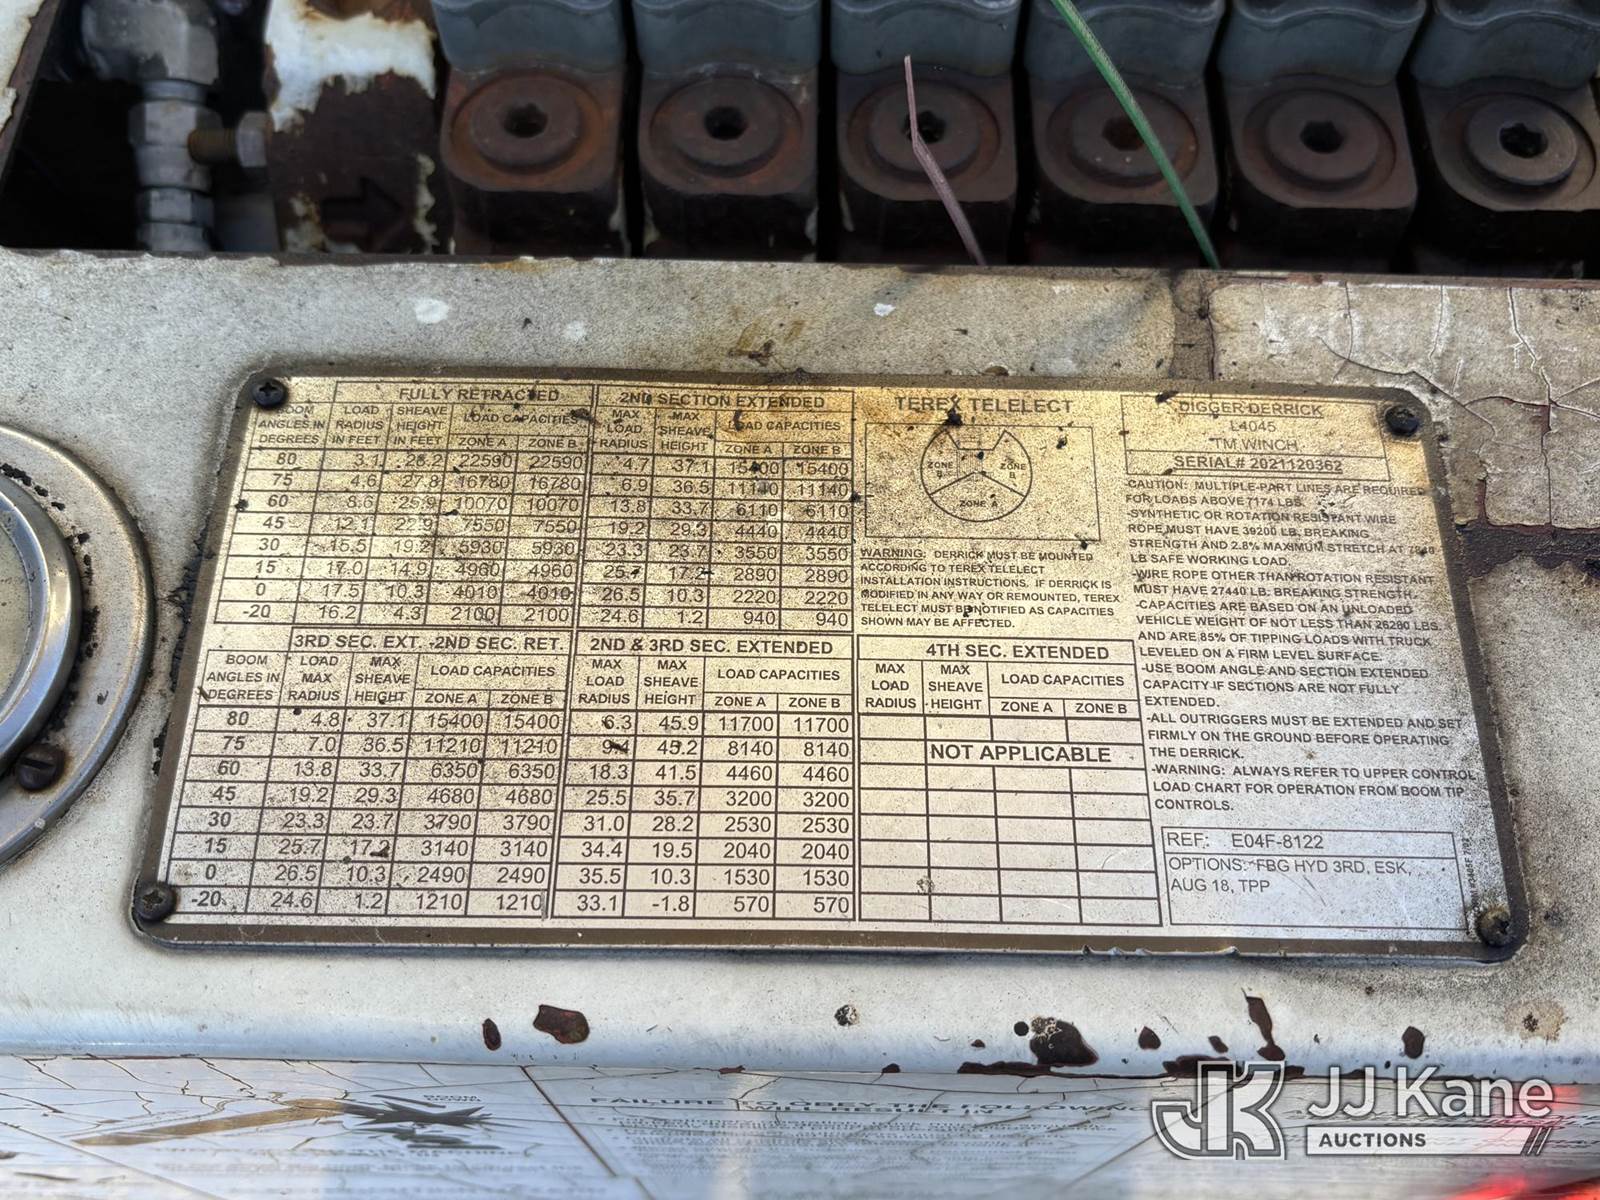 FULLY RETRACTED
BOOM ANGLES IN DEGREES | LOAD RADIUS IN FEET | SHEAVE HEIGHT IN FEET | LOAD CAPACITIES ZONE A | ZONE B
80 3.1 26.2 22590 22590
75 4.6 27.8 16780 16780
60 8.6 25.9 10070 10070
45 12.1 22.9 7550 7550
30 15.5 19.2 5930 5930
15 17.0 14.9 4960 4960
0 17.5 10.3 4010 4010
-20 16.2 4.3 2100 2100
2ND SECTION EXTENDED
MAX LOAD RADIUS | MAX SHEAVE HEIGHT | LOAD CAPACITIES ZONE A | ZONE B
4.7 37.1 15400 15400
6.9 36.5 11140 11140
13.8 33.7 6110 6110
19.2 29.3 4440 4440
23.3 23.7 3550 3550
25.7 17.2 2890 2890
26.5 10.3 2220 2220
24.6 1.2 940 940
3RD SEC. EXT. -2ND SEC. RET.
BOOM ANGLES IN DEGREES | LOAD MAX RADIUS | MAX SHEAVE HEIGHT | LOAD CAPACITIES ZONE A | ZONE B
80 4.8 37.1 15400 15400
75 7.0 36.5 11210 11210
60 13.8 33.7 6350 6350
45 19.2 29.3 4680 4680
30 23.3 23.7 3790 3790
15 25.7 17.2 3140 3140
0 26.5 10.3 2490 2490
-20 24.6 1.2 1210 1210
2ND & 3RD SEC. EXTENDED
MAX LOAD RADIUS | MAX SHEAVE HEIGHT | LOAD CAPACITIES ZONE A | ZONE B
6.3 45.9 11700 11700
9.4 45.2 8140 8140
18.3 41.5 4460 4460
25.5 35.7 3200 3200
31.0 28.2 2530 2530
34.4 19.5 2040 2040
35.5 10.3 1530 1530
33.1 -1.8 570 570
TEREX TELELECT
ZONE B
ZONE B
ZONE A
WARNING: DERRICK MUST BE MOUNTED
ACCORDING TO TEREX TELELECT
INSTALLATION INSTRUCTIONS. IF DERRICK IS
MODIFIED IN ANY WAY OR REMOUNTED, TEREX
TELELECT MUST BE NOTIFIED AS CAPACITIES
SHOWN MAY BE AFFECTED.
4TH SEC. EXTENDED
MAX LOAD RADIUS | MAX SHEAVE HEIGHT | LOAD CAPACITIES ZONE A | ZONE B
NOT APPLICABLE
DIGGER DERRICK
L4045
TM WINCH
SERIAL# 2021120362
CAUTION: MULTIPLE-PART LINES ARE REQUIRED
FOR LOADS ABOVE 7174 LBS.
-SYNTHETIC OR ROTATION RESISTANT WIRE
ROPE MUST HAVE 39200 LB. BREAKING
STRENGTH AND 2.8% MAXIMUM STRETCH AT 7840
LB SAFE WORKING LOAD.
-WIRE ROPE OTHER THAN ROTATION RESISTANT
MUST HAVE 27440 LB. BREAKING STRENGTH.
-CAPACITIES ARE BASED ON AN UNLOADED
VEHICLE WEIGHT OF NOT LESS THAN 26280 LBS.
AND ARE 85% OF TIPPING LOADS WITH TRUCK
LEVELED ON A FIRM LEVEL SURFACE.
-USE BOOM ANGLE AND SECTION EXTENDED
CAPACITY IF SECTIONS ARE NOT FULLY
EXTENDED.
-ALL OUTRIGGERS MUST BE EXTENDED AND SET
FIRMLY ON THE GROUND BEFORE OPERATING
THE DERRICK.
-WARNING: ALWAYS REFER TO UPPER CONTROL
LOAD CHART FOR OPERATION FROM BOOM TIP
CONTROLS.
REF: E04F-8122
OPTIONS: FBG HYD 3RD, ESK,
AUG 18, TPP
FAILURE TO OBEY THE FOLLOWING
WILL RESULT IN
JK JJ Kane
AUCTIONS